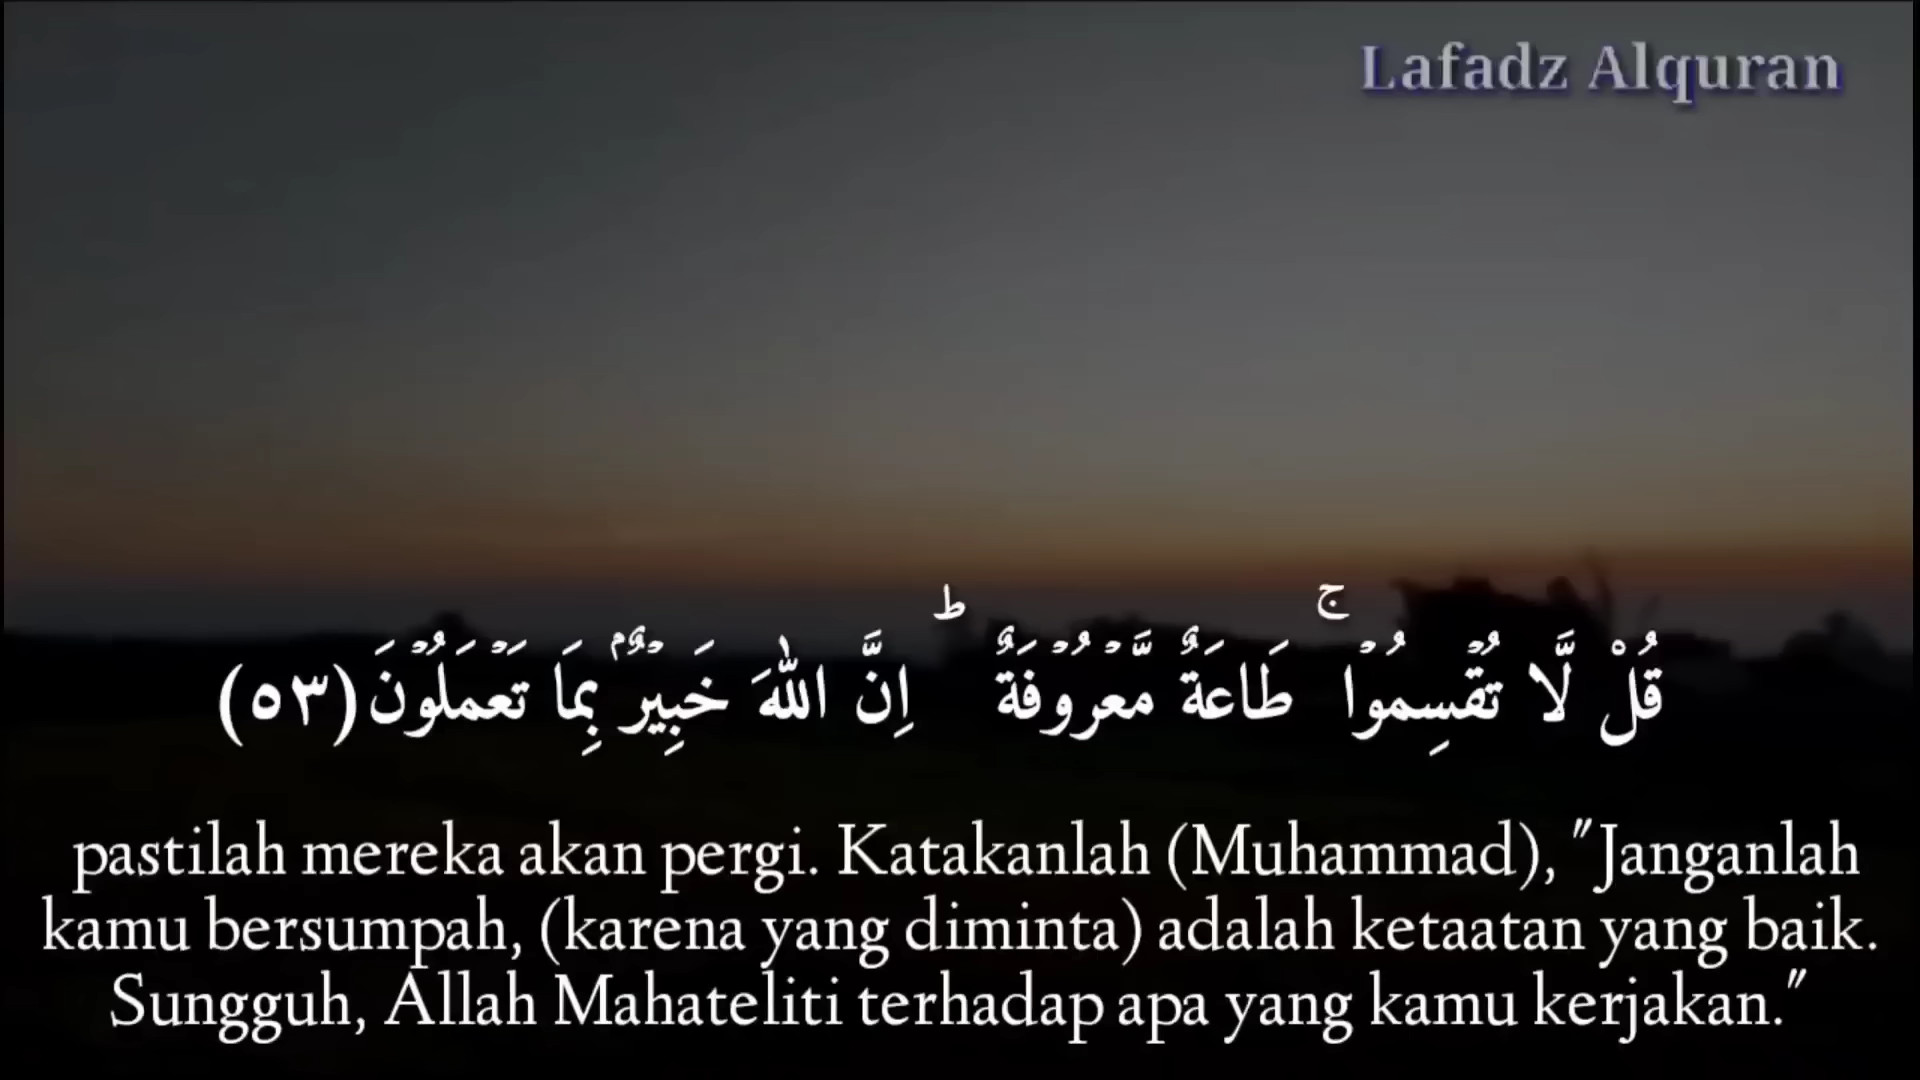 Lafadz Alquran
قُلْ لَّا تُقْسِمُوْا ۚ طَاعَةٌ مَّعْرُوْفَةٌ ۗ اِنَّ اللّٰهَ خَبِيْرٌۢ بِمَا تَعْمَلُوْنَ (٥٣)
pastilah mereka akan pergi. Katakanlah (Muhammad), "Janganlah
kamu bersumpah, (karena yang diminta) adalah ketaatan yang baik.
Sungguh, Allah Mahateliti terhadap apa yang kamu kerjakan."